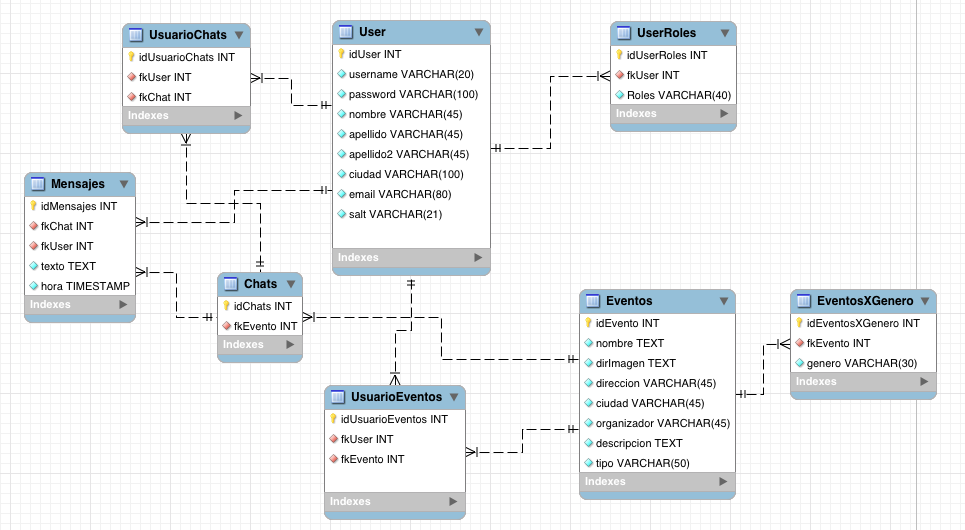 UsuarioChats
idUsuarioChats INT
fkUser INT
fkChat INT
Indexes
User
idUser INT
username VARCHAR(20)
password VARCHAR(100)
nombre VARCHAR(45)
apellido VARCHAR(45)
apellido2 VARCHAR(45)
ciudad VARCHAR(100)
email VARCHAR(80)
salt VARCHAR(21)
Indexes
UserRoles
idUserRoles INT
fkUser INT
Roles VARCHAR(40)
Indexes
Mensajes
idMensajes INT
fkChat INT
fkUser INT
texto TEXT
hora TIMESTAMP
Indexes
Chats
idChats INT
fkEvento INT
Indexes
Eventos
idEvento INT
nombre TEXT
dirImagen TEXT
direccion VARCHAR(45)
ciudad VARCHAR(45)
organizador VARCHAR(45)
descripcion TEXT
tipo VARCHAR(50)
Indexes
EventosXGenero
idEventosXGenero INT
fkEvento INT
genero VARCHAR(30)
Indexes
UsuarioEventos
idUsuarioEventos INT
fkUser INT
fkEvento INT
Indexes